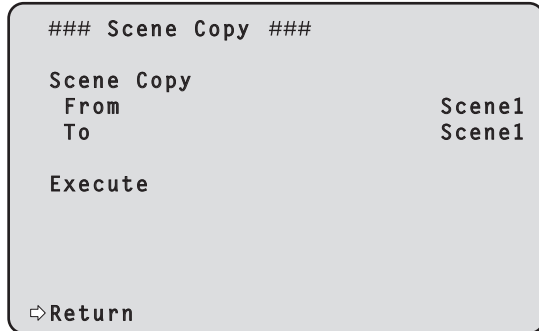 ### Scene Copy ###
Scene Copy
From Scene1
To Scene1
Execute
⇨Return